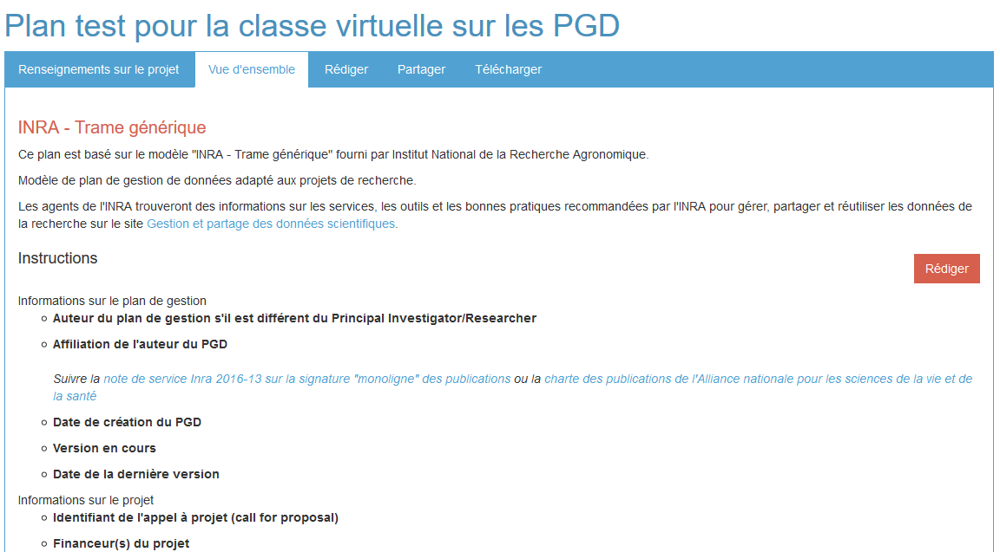 Plan test pour la classe virtuelle sur les PGD
Renseignements sur le projet Vue d'ensemble Rédiger Partager Télécharger
INRA - Trame générique
Ce plan est basé sur le modèle "INRA - Trame générique" fourni par Institut National de la Recherche Agronomique.
Modèle de plan de gestion de données adapté aux projets de recherche.
Les agents de l'INRA trouveront des informations sur les services, les outils et les bonnes pratiques recommandées par l'INRA pour gérer, partager et réutiliser les données de
la recherche sur le site Gestion et partage des données scientifiques.
Instructions
Rédiger
Informations sur le plan de gestion
Auteur du plan de gestion s'il est différent du Principal Investigator/Researcher
Affiliation de l'auteur du PGD
Suivre la note de service Inra 2016-13 sur la signature "monoligne" des publications ou la charte des publications de l'Alliance nationale pour les sciences de la vie et de
la santé
Date de création du PGD
Version en cours
Date de la dernière version
Informations sur le projet
Identifiant de l'appel à projet (call for proposal)
Financeur(s) du projet